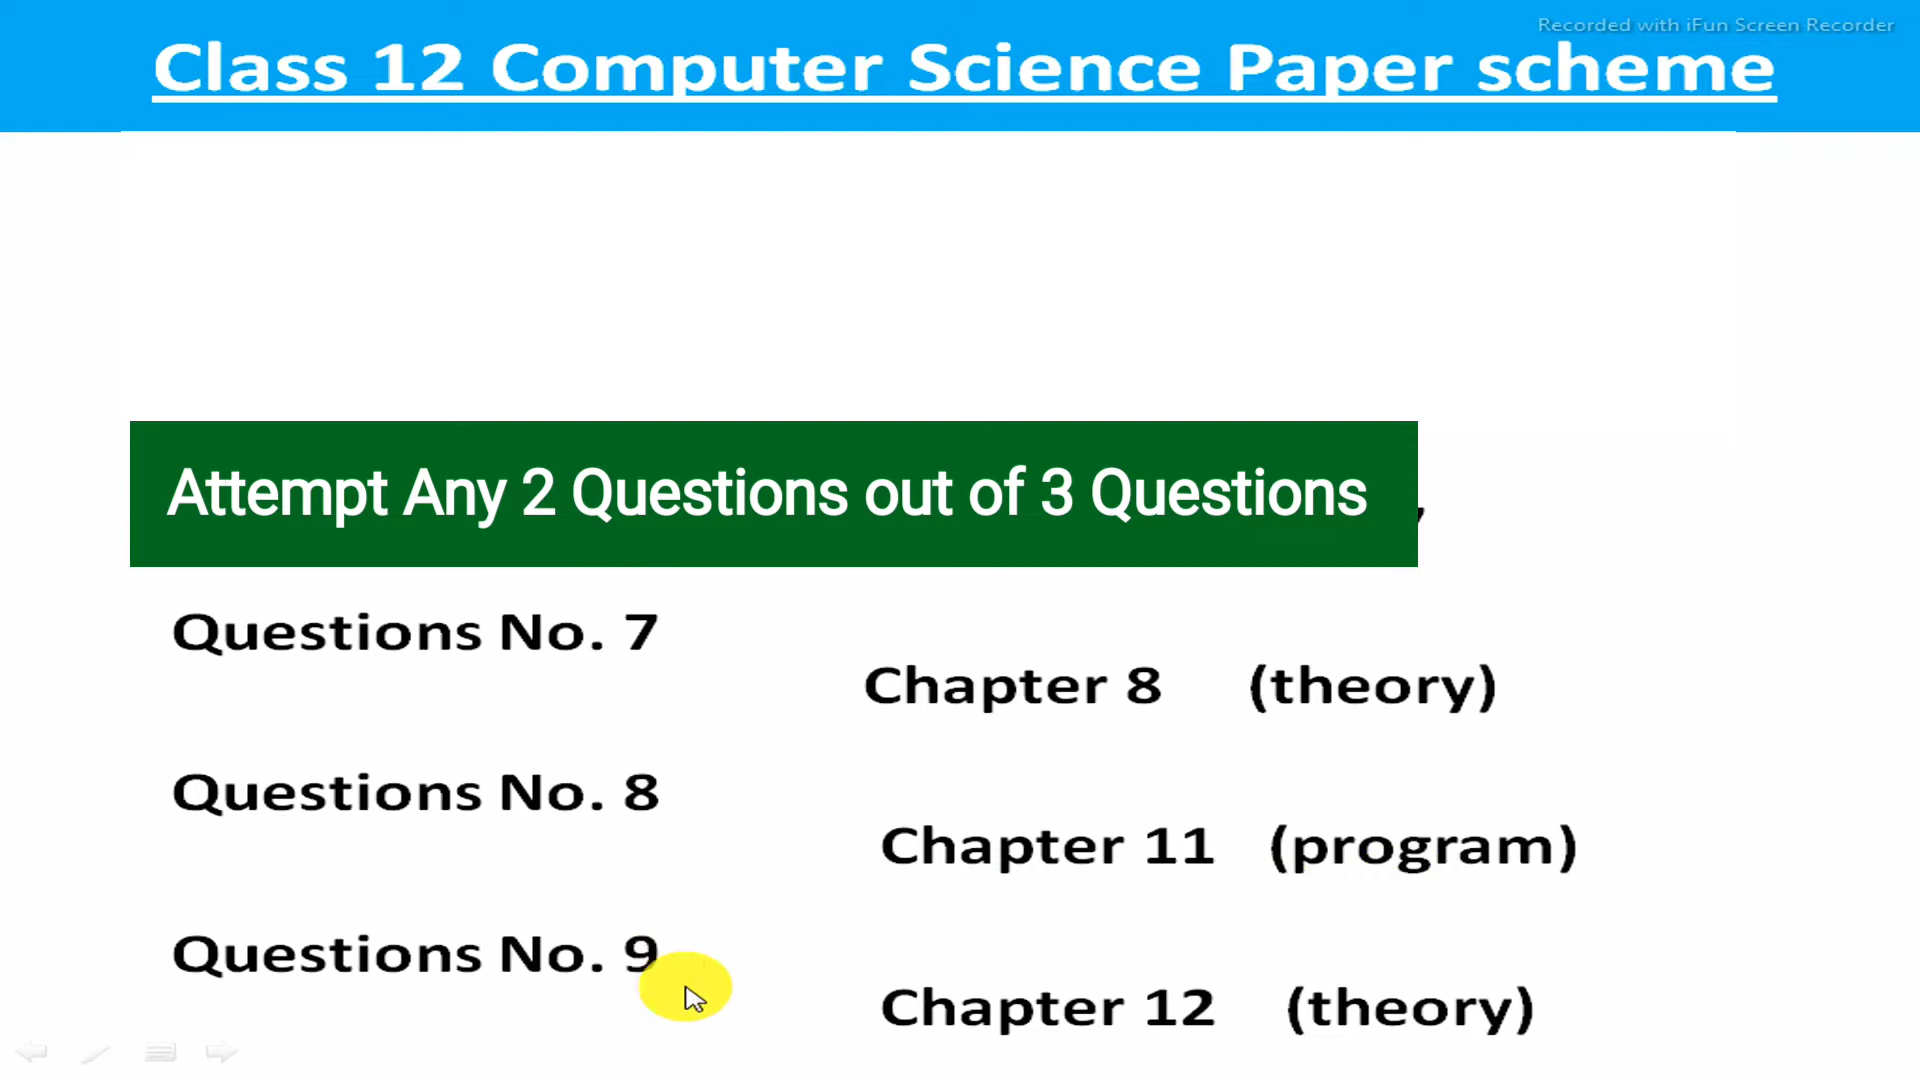 Recorded with iFun Screen Recorder
Class 12 Computer Science Paper scheme
Attempt Any 2 Questions out of 3 Questions
Questions No. 7
Chapter 8 (theory)
Questions No. 8
Chapter 11 (program)
Questions No. 9
Chapter 12 (theory)